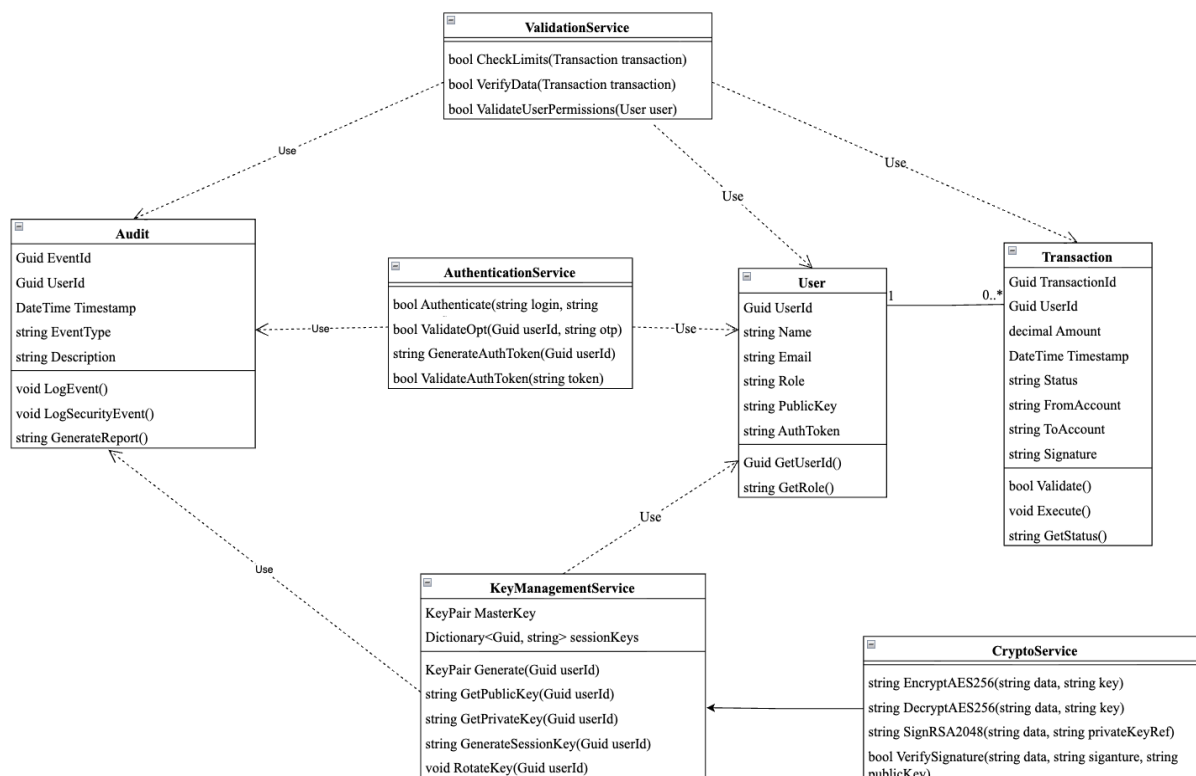 ValidationService
bool CheckLimits(Transaction transaction)
bool VerifyData(Transaction transaction)
bool ValidateUserPermissions(User user)
Use
Use
Use
Audit
Guid EventId
Guid UserId
DateTime Timestamp
string EventType
string Description
void LogEvent()
void LogSecurityEvent()
string GenerateReport()
Use
AuthenticationService
bool Authenticate(string login, string
bool ValidateOpt(Guid userId, string otp)
string GenerateAuthToken(Guid userId)
bool ValidateAuthToken(string token)
Use
User
Guid UserId
string Name
string Email
string Role
string PublicKey
string AuthToken
Guid GetUserId()
string GetRole()
1
0..*
Transaction
Guid TransactionId
Guid UserId
decimal Amount
DateTime Timestamp
string Status
string FromAccount
string ToAccount
string Signature
bool Validate()
void Execute()
string GetStatus()
Use
Use
KeyManagementService
KeyPair MasterKey
Dictionary<Guid, string> sessionKeys
KeyPair Generate(Guid userId)
string GetPublicKey(Guid userId)
string GetPrivateKey(Guid userId)
string GenerateSessionKey(Guid userId)
void RotateKey(Guid userId)
CryptoService
string EncryptAES256(string data, string key)
string DecryptAES256(string data, string key)
string SignRSA2048(string data, string privateKeyRef)
bool VerifySignature(string data, string siganture, string
publicKey)